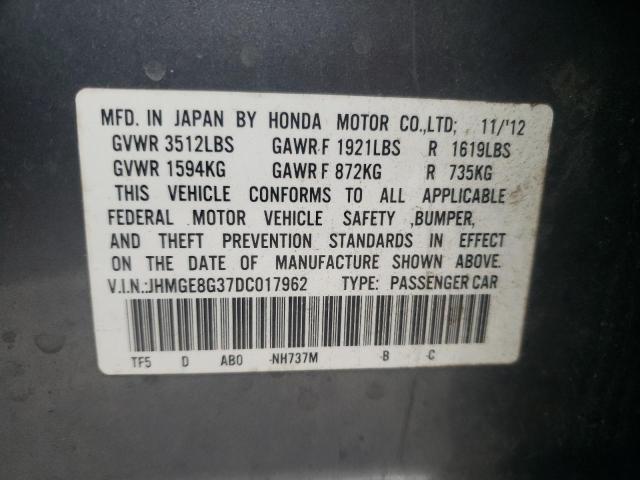 MFD. IN JAPAN BY HONDA MOTOR CO.,LTD; 11/'12
GVWR 3512LBS GAWR F 1921LBS R 1619LBS
GVWR 1594KG GAWR F 872KG R 735KG
THIS VEHICLE CONFORMS TO ALL APPLICABLE
FEDERAL MOTOR VEHICLE SAFETY ,BUMPER,
AND THEFT PREVENTION STANDARDS IN EFFECT
ON THE DATE OF MANUFACTURE SHOWN ABOVE.
V.I.N.:JHMGE8G37DC017962 TYPE: PASSENGER CAR
TF5 D AB0 -NH737M -B -C